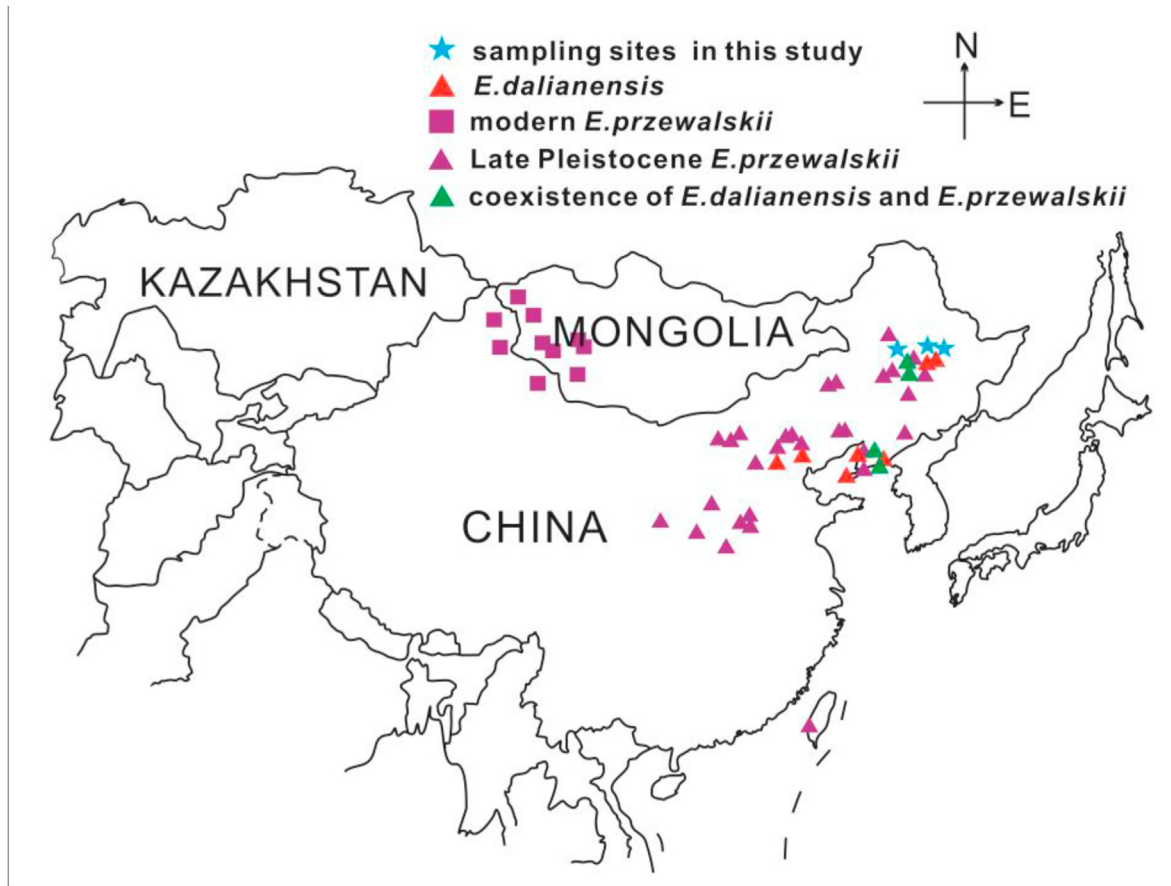 N
E
sampling sites in this study
E.dalianensis
modern E.przewalskii
Late Pleistocene E.przewalskii
coexistence of E.dalianensis and E.przewalskii
KAZAKHSTAN
MONGOLIA
CHINA